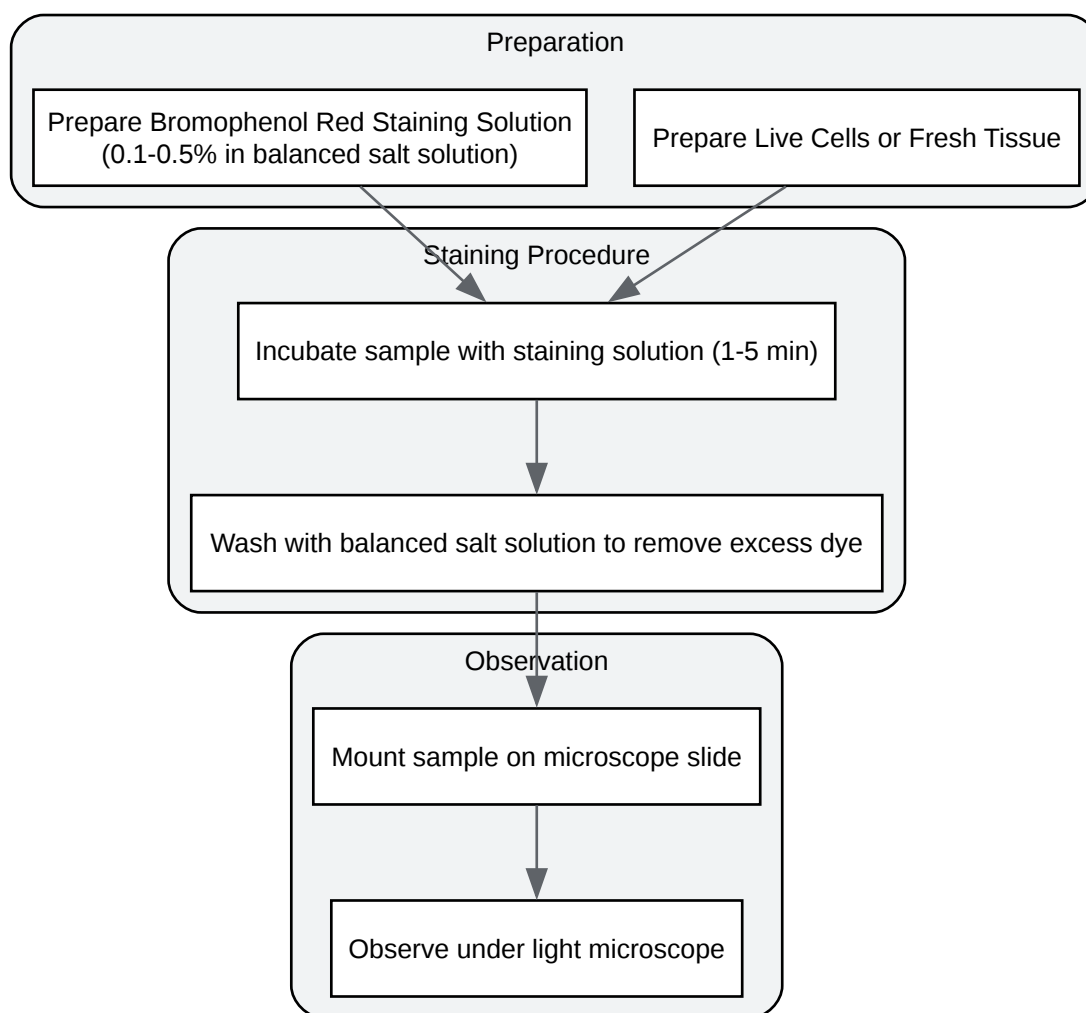 Preparation
Prepare Bromophenol Red Staining Solution
(0.1-0.5% in balanced salt solution)
Prepare Live Cells or Fresh Tissue
Staining Procedure
Incubate sample with staining solution (1-5 min)
Wash with balanced salt solution to remove excess dye
Observation
Mount sample on microscope slide
Observe under light microscope